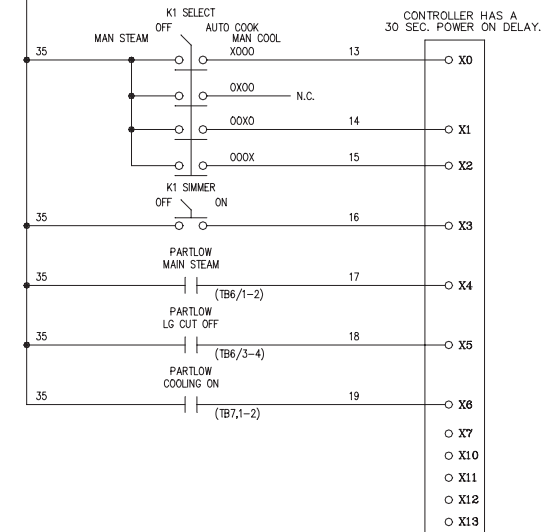 K1 SELECT
OFF AUTO COOK
MAN STEAM MAN COOL
CONTROLLER HAS A
30 SEC. POWER ON DELAY.
35 X000 13 X0
0X00 N.C.
00X0 14 X1
000X 15 X2
K1 SIMMER
OFF ON
35 16 X3
PARTLOW
MAIN STEAM
35 17 X4
(TB6/1-2)
PARTLOW
LG CUT OFF
35 18 X5
(TB6/3-4)
PARTLOW
COOLING ON
35 19 X6
(TB7,1-2)
X7
X10
X11
X12
X13